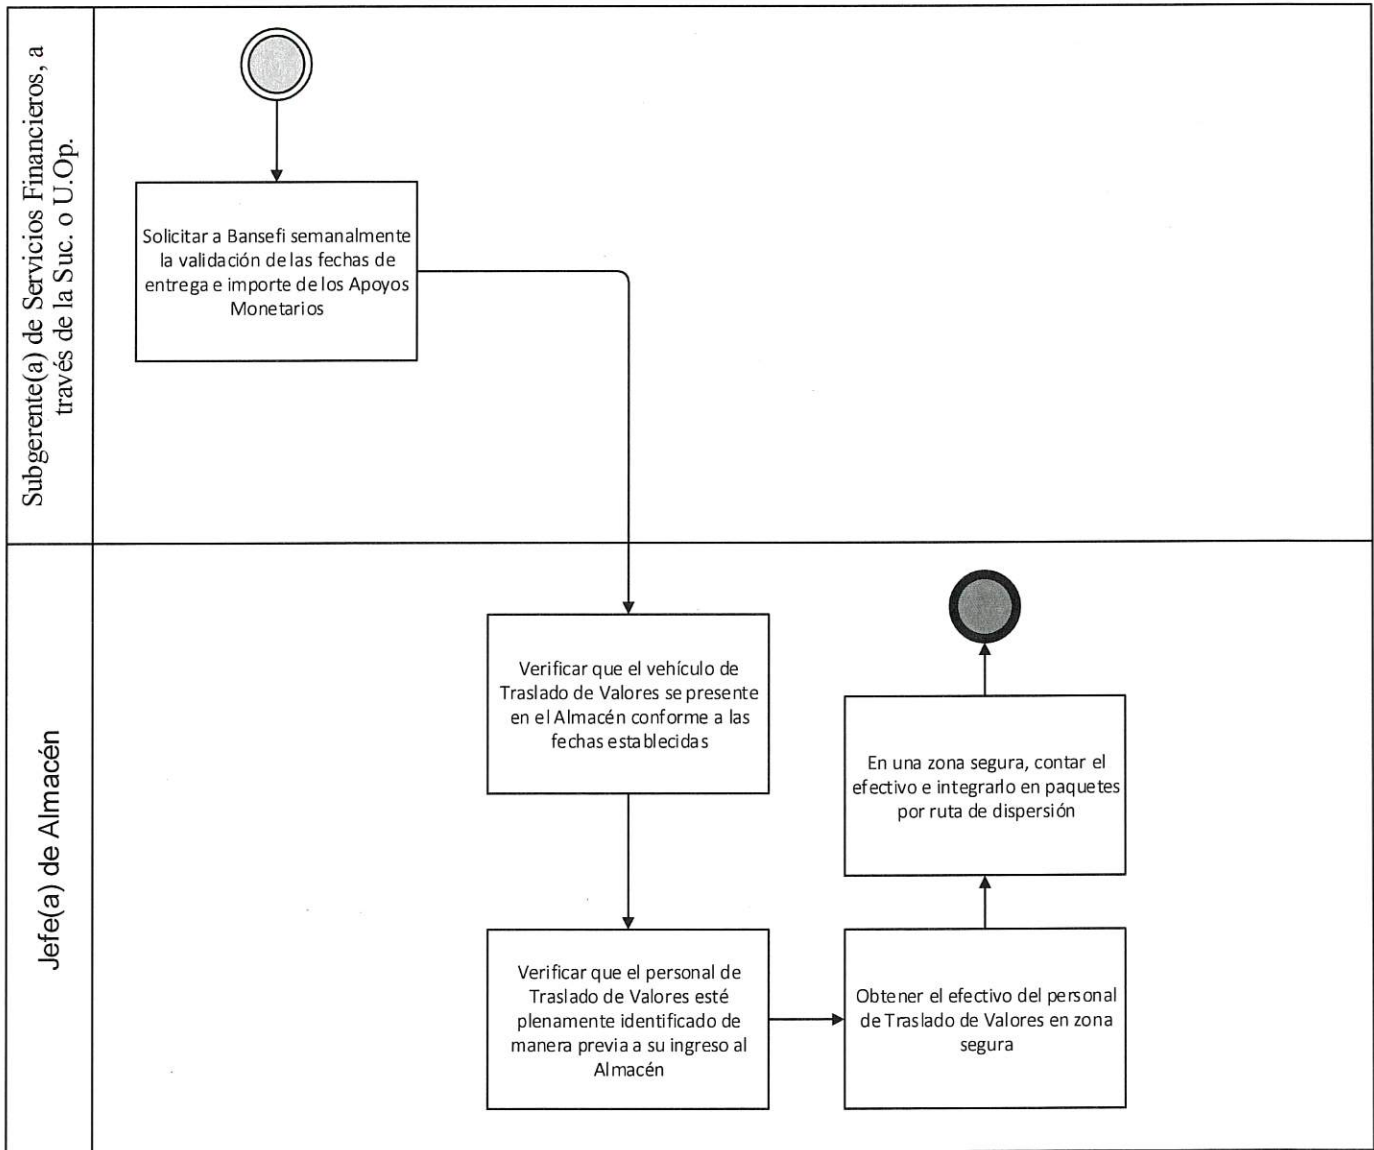 Subgerente(a) de Servicios Financieros, a
través de la Suc. o U.Op.
Solicitar a Bansefi semanalmente
la validación de las fechas de
entrega e importe de los Apoyos
Monetarios
Jefe(a) de Almacén
Verificar que el vehículo de
Traslado de Valores se presente
en el Almacén conforme a las
fechas establecidas
Verificar que el personal de
Traslado de Valores esté
plenamente identificado de
manera previa a su ingreso al
Almacén
Obtener el efectivo del personal
de Traslado de Valores en zona
segura
En una zona segura, contar el
efectivo e integrarlo en paquetes
por ruta de dispersión